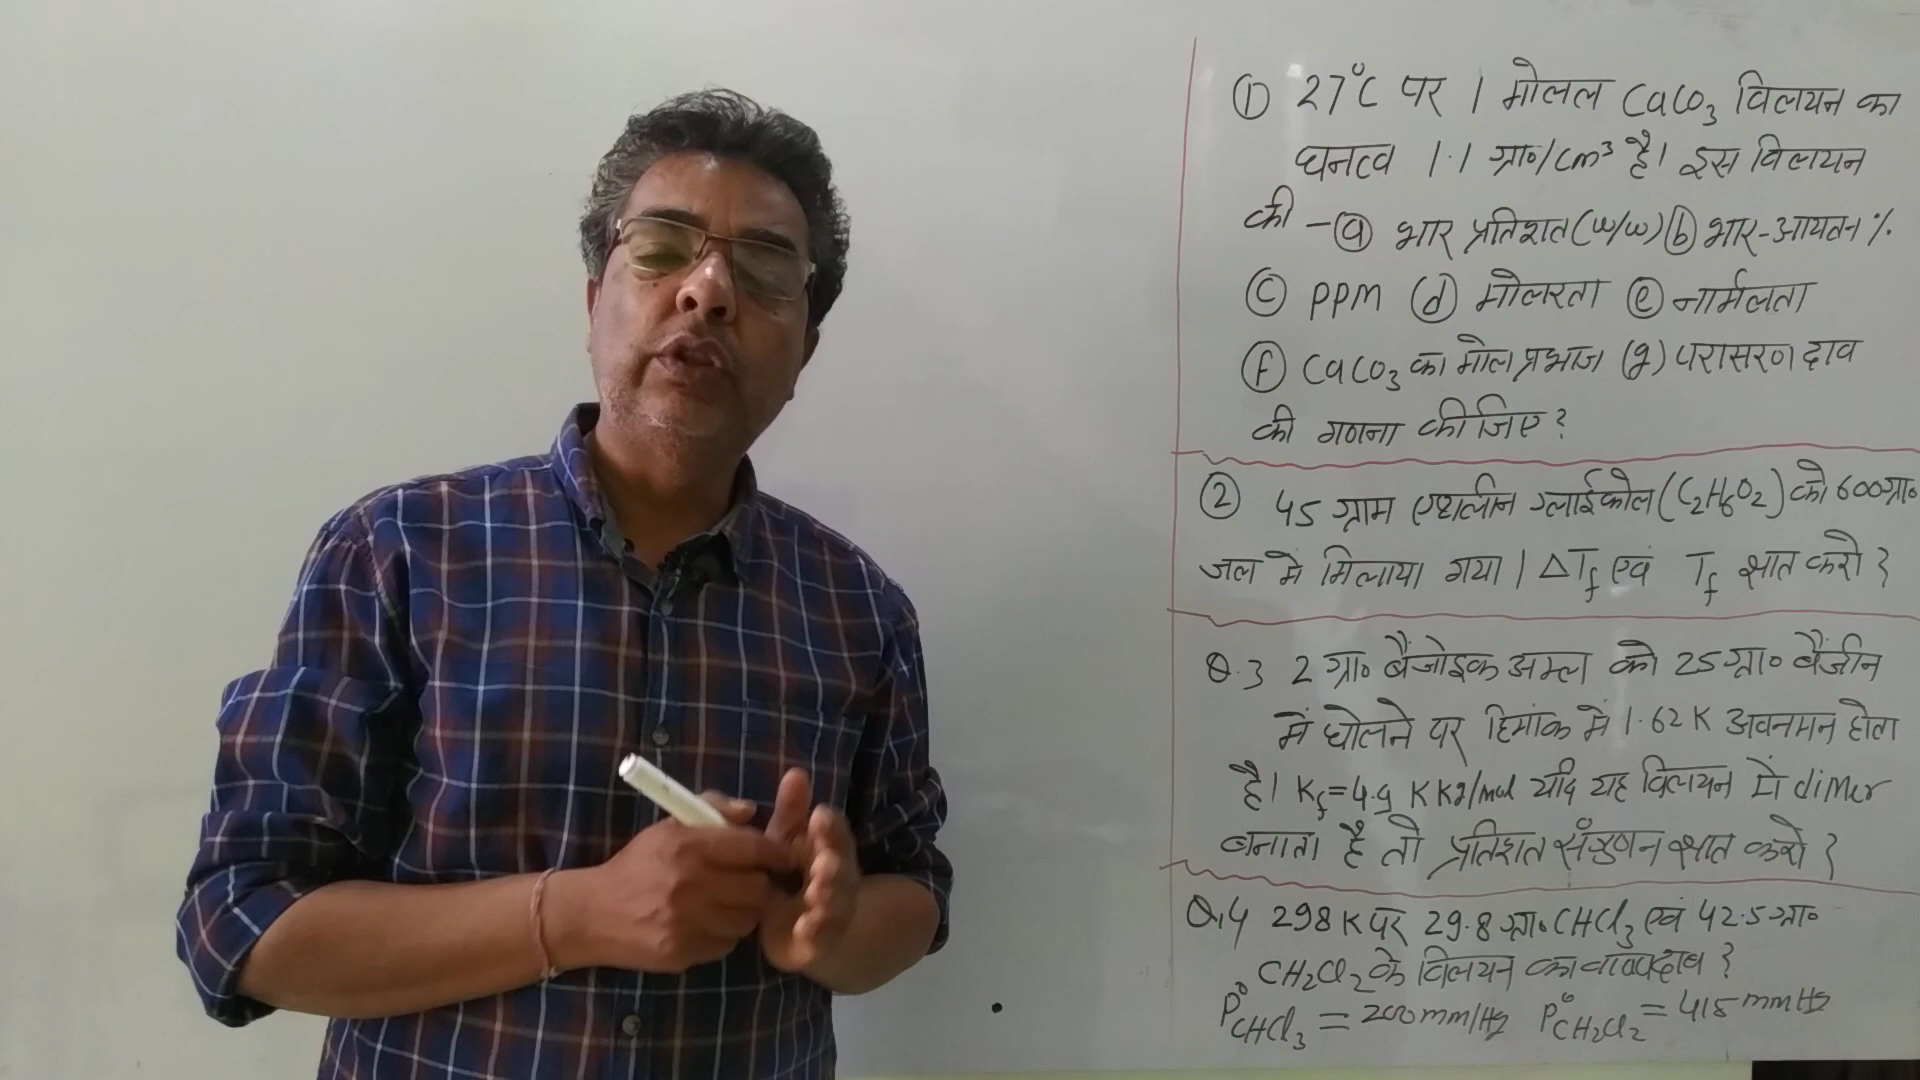 ① 27°C पर 1 मोलल CaCO₃ विलयन का
घनत्व 1.1 ग्रा०/cm³ है। इस विलयन
की – ⓐ भार प्रतिशत (w/w) ⓑ भार-आयतन %
ⓒ PPM ⓓ मोलरता ⓔ नार्मलता
ⓕ CaCO₃ का मोल प्रभाज (g) परासरण दाब
की गणना कीजिए?
② 45 ग्राम एथलीन ग्लाईकोल (C₂H₆O₂) को 600 ग्रा०
जल में मिलाया गया। ΔTf एवं Tf ज्ञात करो?
Q.3 2 ग्रा० बैंजोइक अम्ल को 25 ग्रा० बैंजीन
में घोलने पर हिमांक में 1.62 K अवनमन होता
है। Kf = 4.9 K Kg/mol यदि यह विलयन में dimer
बनाता है तो प्रतिशत संगुणन ज्ञात करो?
Q.4 298 K पर 29.8 ग्रा० CHCl₃ एवं 42.5 ग्रा०
CH₂Cl₂ के विलयन का वाष्पदाब?
P°CHCl₃ = 200 mm/Hg P°CH₂Cl₂ = 415 mm Hg